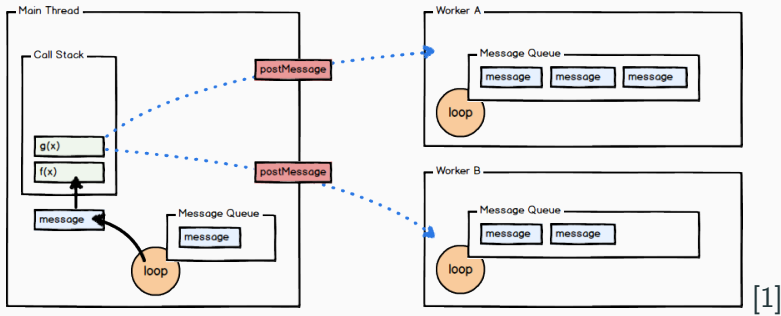 Main Thread
Call Stack
g(x)
f(x)
message
loop
Message Queue
message
postMessage
postMessage
Worker A
Message Queue
message message message
loop
Worker B
Message Queue
message message
loop
[1]